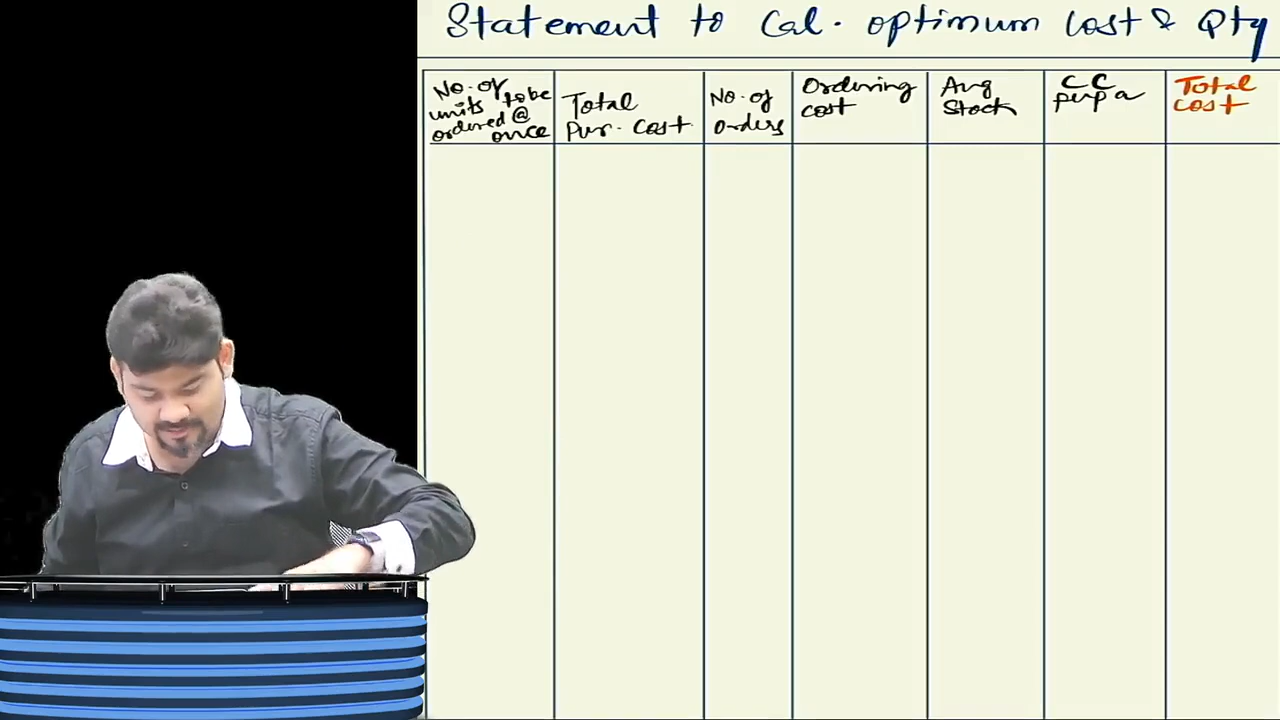 Statement to Cal. optimum Cost & Qty
No. of
units to be
ordered @
once
Total
Pur. Cost
No. of
Orders
Ordering
cost
Avg
Stock
C C
pupa
Total
cost